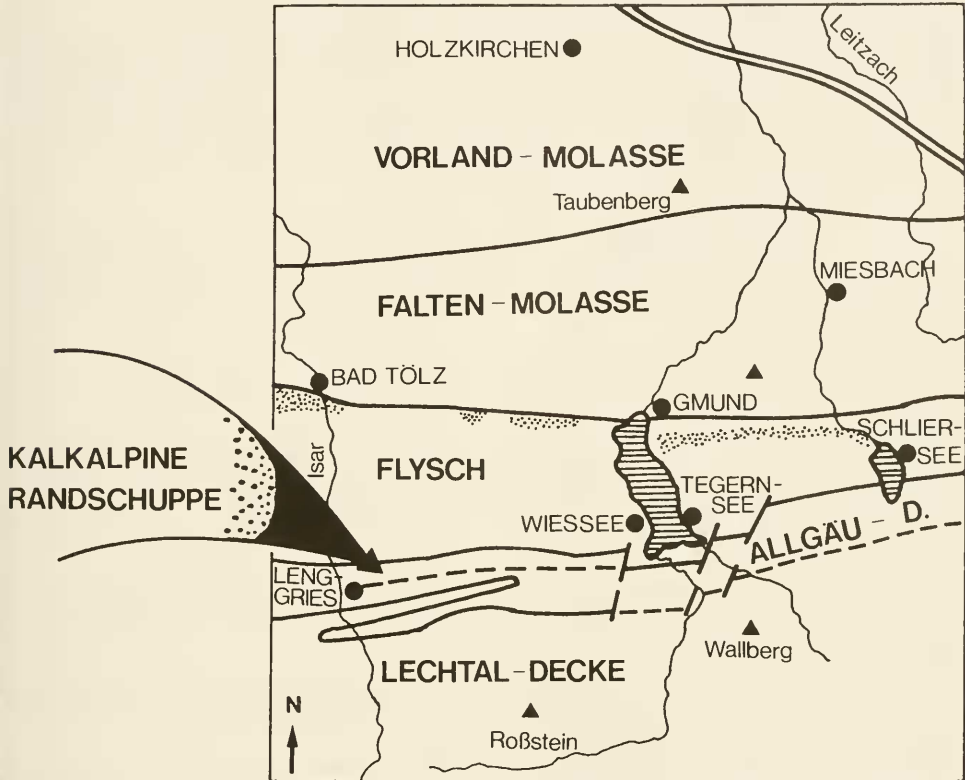 HOLZKIRCHEN
Leitzach
VORLAND - MOLASSE
Taubenberg
MIESBACH
FALTEN - MOLASSE
BAD TÖLZ
GMUND
SCHLIER-
SEE
KALKALPINE
RANDSCHUPPE
Isar
FLYSCH
TEGERN-
SEE
WIESSEE
ALLGÄU - D.
LENG-
GRIES
Wallberg
LECHTAL - DECKE
N
Roßstein